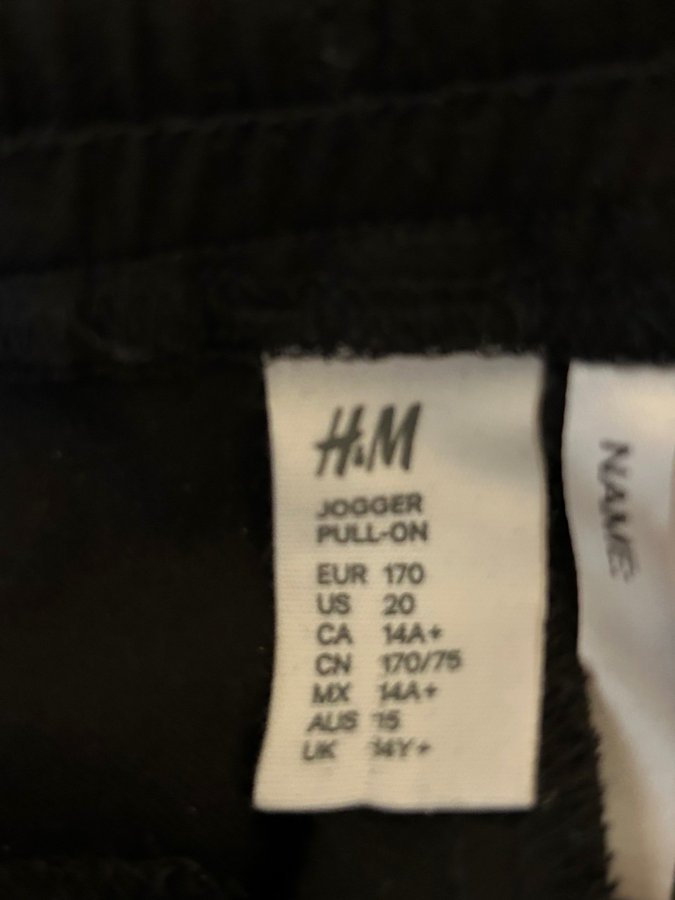 H&M
JOGGER
PULL-ON
EUR 170
US 20
CA 14A+
CN 170/75
MX 14A+
AUS 15
UK 14Y+
NAME